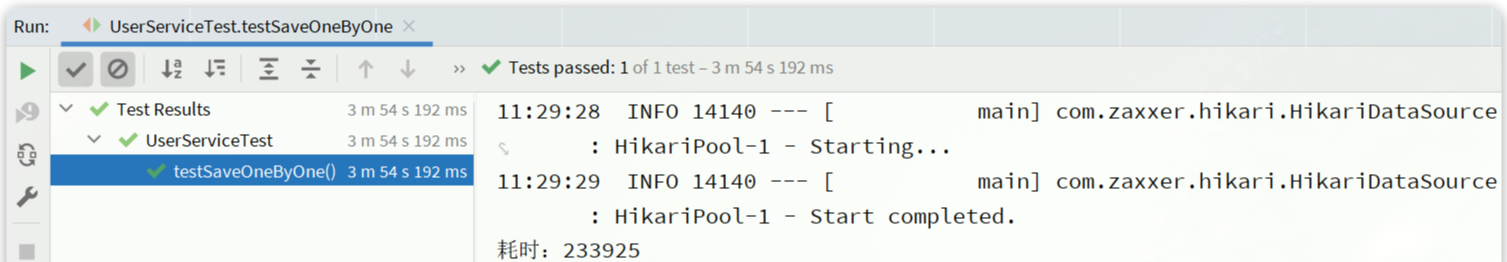 Run: UserServiceTest.testSaveOneByOne
Tests passed: 1 of 1 test – 3 m 54 s 192 ms
Test Results 3 m 54 s 192 ms
UserServiceTest 3 m 54 s 192 ms
testSaveOneByOne() 3 m 54 s 192 ms
11:29:28  INFO 14140 --- [           main] com.zaxxer.hikari.HikariDataSource
: HikariPool-1 - Starting...
11:29:29  INFO 14140 --- [           main] com.zaxxer.hikari.HikariDataSource
: HikariPool-1 - Start completed.
耗时：233925